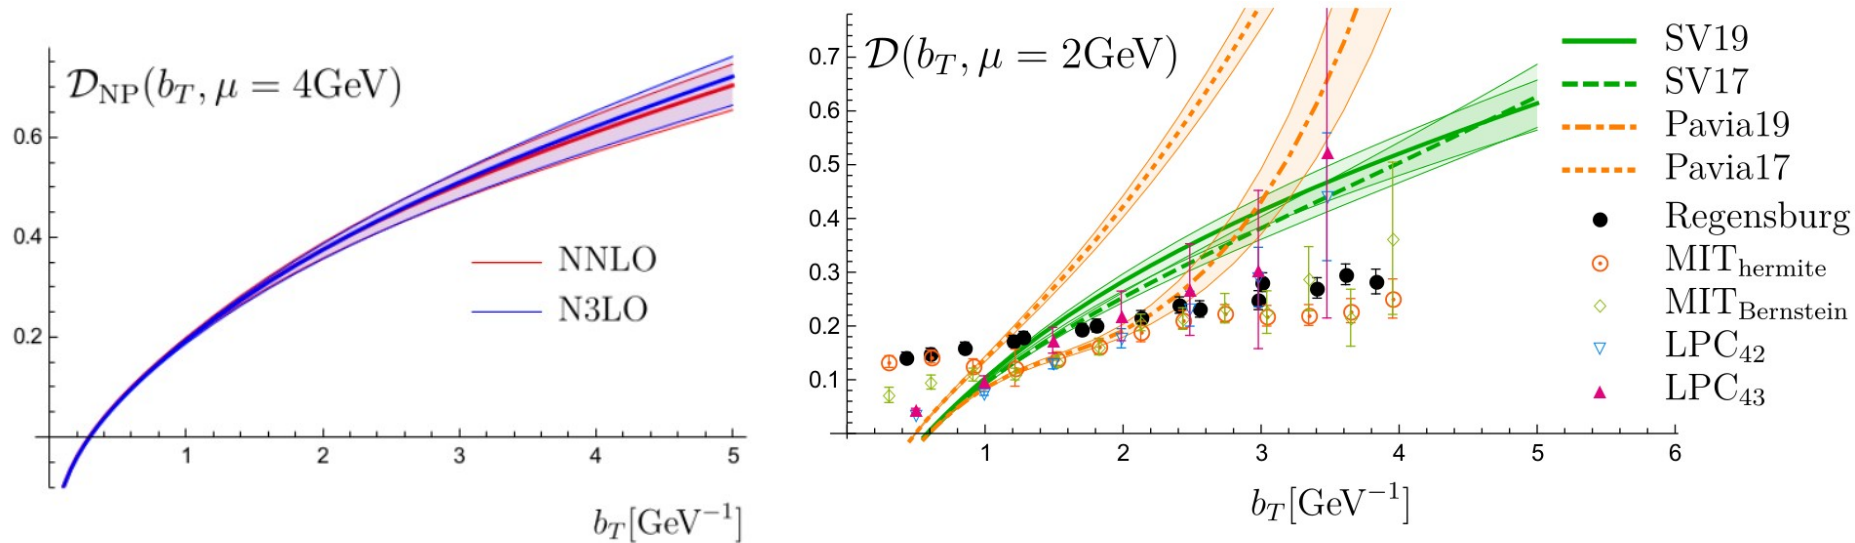 𝒟NP(bT, μ = 4GeV)
0.6
0.4
0.2
NNLO
N3LO
1 2 3 4 5
bT[GeV−1]
𝒟(bT, μ = 2GeV)
0.7
0.6
0.5
0.4
0.3
0.2
0.1
1 2 3 4 5 6
bT[GeV−1]
SV19
SV17
Pavia19
Pavia17
Regensburg
MIThermite
MITBernstein
LPC42
LPC43